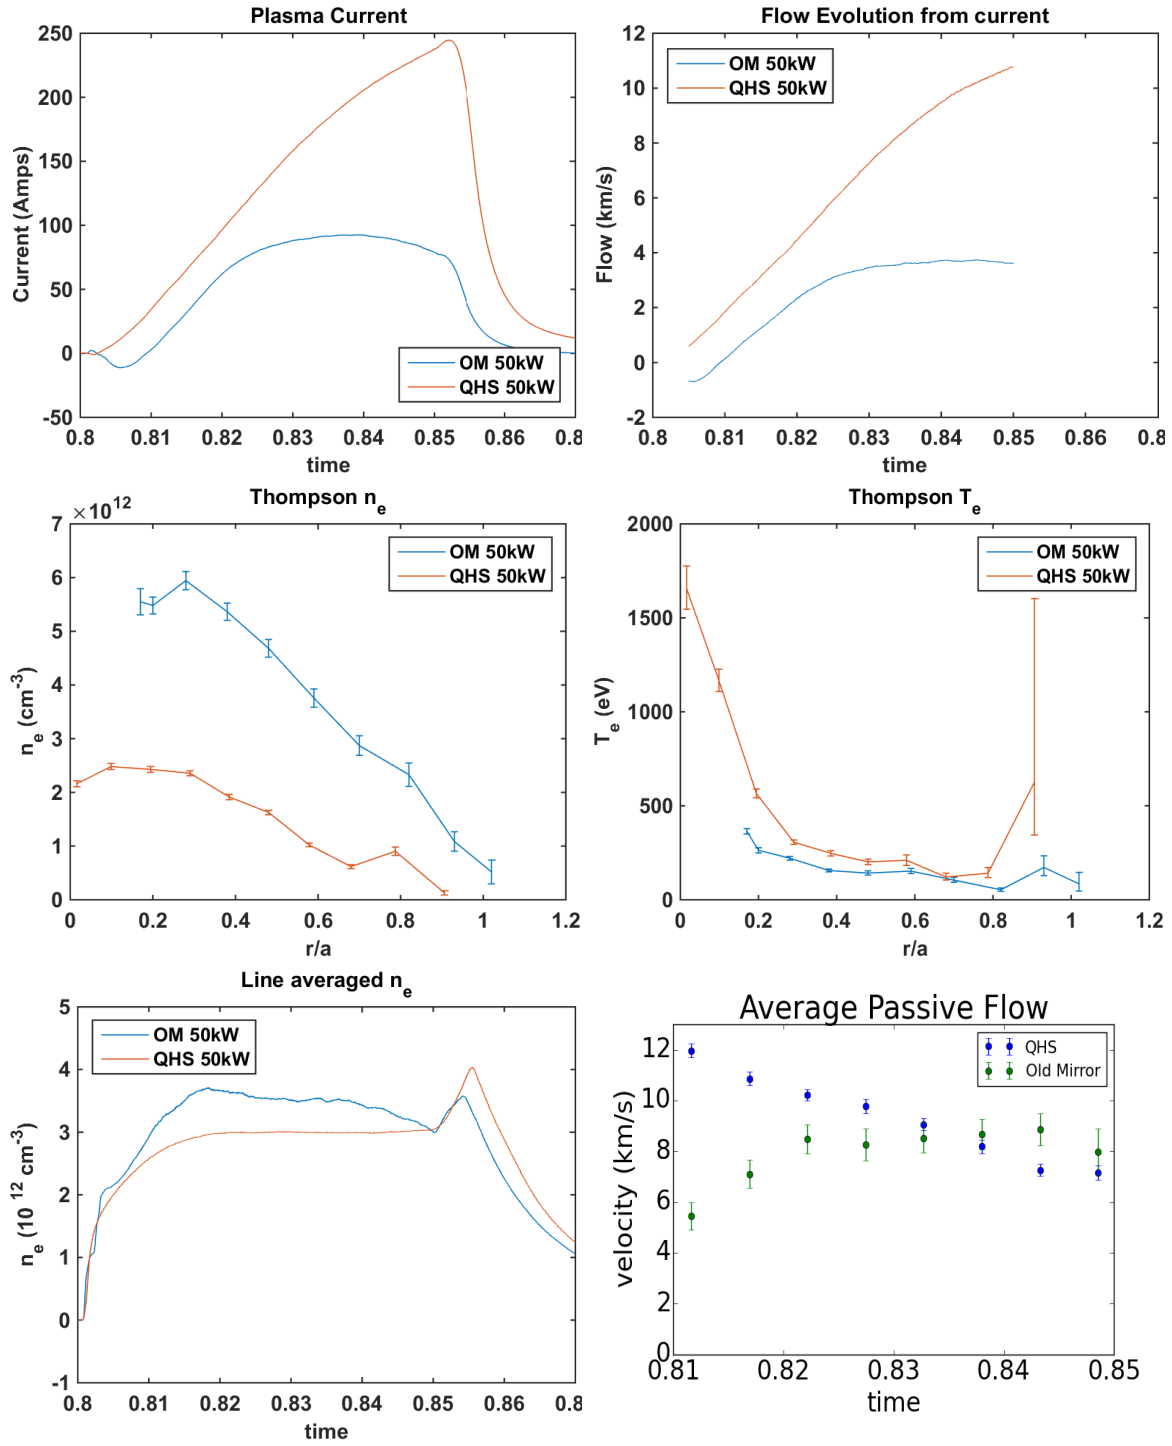 Plasma Current
250
200
150
100
50
0
-50
Current (Amps)
OM 50kW
QHS 50kW
0.8
0.81
0.82
0.83
0.84
0.85
0.86
0.8
time
Flow Evolution from current
12
10
8
6
4
2
0
-2
Flow (km/s)
OM 50kW
QHS 50kW
0.8
0.81
0.82
0.83
0.84
0.85
0.86
0.8
time
Thompson n_e
×10^12
7
6
5
4
3
2
1
0
n_e (cm^-3)
OM 50kW
QHS 50kW
0
0.2
0.4
0.6
0.8
1
1.2
r/a
Thompson T_e
2000
1500
1000
500
0
T_e (eV)
OM 50kW
QHS 50kW
0
0.2
0.4
0.6
0.8
1
1.2
r/a
Line averaged n_e
5
4
3
2
1
0
-1
n_e (10^12 cm^-3)
OM 50kW
QHS 50kW
0.8
0.81
0.82
0.83
0.84
0.85
0.86
0.8
time
Average Passive Flow
12
10
8
6
4
2
0
velocity (km/s)
QHS
Old Mirror
0.81
0.82
0.83
0.84
0.85
time